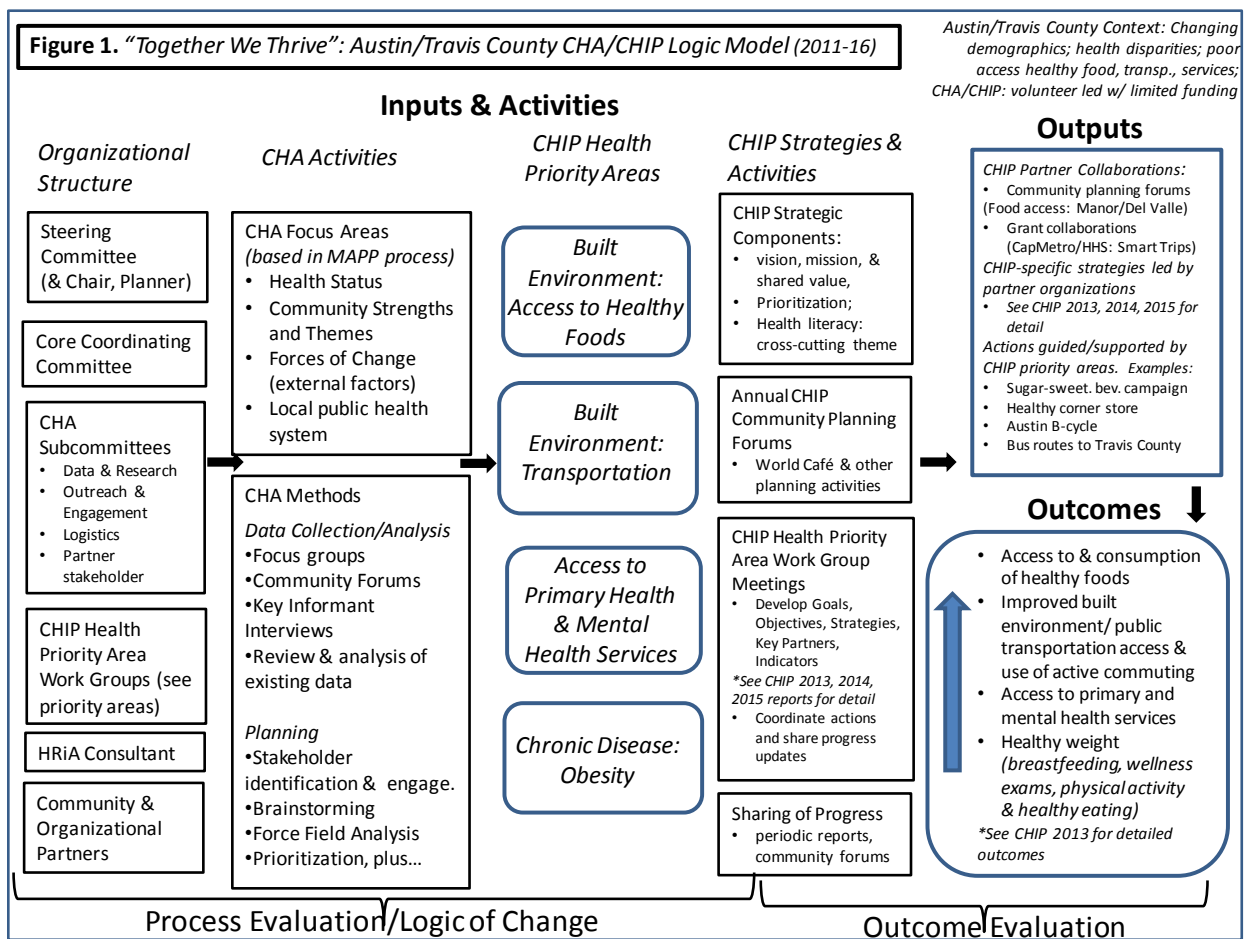 Figure 1. “Together We Thrive”: Austin/Travis County CHA/CHIP Logic Model (2011-16)
Austin/Travis County Context: Changing
demographics; health disparities; poor
access healthy food, transp., services;
CHA/CHIP: volunteer led w/ limited funding
Inputs & Activities
Organizational
Structure
Steering
Committee
(& Chair, Planner)
Core Coordinating
Committee
CHA
Subcommittees
• Data & Research
• Outreach &
Engagement
• Logistics
• Partner
stakeholder
CHIP Health
Priority Area
Work Groups (see
priority areas)
HRiA Consultant
Community &
Organizational
Partners
CHA Activities
CHA Focus Areas
(based in MAPP process)
• Health Status
• Community Strengths
and Themes
• Forces of Change
(external factors)
• Local public health
system
CHA Methods
Data Collection/Analysis
•Focus groups
•Community Forums
•Key Informant
Interviews
•Review & analysis of
existing data
Planning
•Stakeholder
identification & engage.
•Brainstorming
•Force Field Analysis
•Prioritization, plus…
CHIP Health
Priority Areas
Built
Environment:
Access to Healthy
Foods
Built
Environment:
Transportation
Access to
Primary Health
& Mental
Health Services
Chronic Disease:
Obesity
CHIP Strategies &
Activities
CHIP Strategic
Components:
• vision, mission, &
shared value,
• Prioritization;
• Health literacy:
cross-cutting theme
Annual CHIP
Community Planning
Forums
• World Café & other
planning activities
CHIP Health Priority
Area Work Group
Meetings
• Develop Goals,
Objectives, Strategies,
Key Partners,
Indicators
*See CHIP 2013, 2014,
2015 reports for detail
• Coordinate actions
and share progress
updates
Sharing of Progress
• periodic reports,
community forums
Outputs
CHIP Partner Collaborations:
• Community planning forums
(Food access: Manor/Del Valle)
• Grant collaborations
(CapMetro/HHS: Smart Trips)
CHIP-specific strategies led by
partner organizations
• See CHIP 2013, 2014, 2015 for
detail
Actions guided/supported by
CHIP priority areas. Examples:
• Sugar-sweet. bev. campaign
• Healthy corner store
• Austin B-cycle
• Bus routes to Travis County
Outcomes
• Access to & consumption
of healthy foods
• Improved built
environment/ public
transportation access &
use of active commuting
• Access to primary and
mental health services
• Healthy weight
(breastfeeding, wellness
exams, physical activity
& healthy eating)
*See CHIP 2013 for detailed
outcomes
Process Evaluation/Logic of Change
Outcome Evaluation